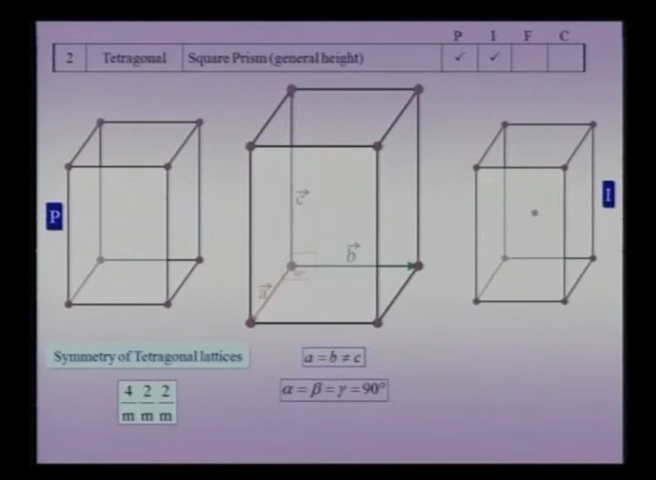 P I F C
2 Tetragonal Square Prism (general height) ✓ ✓
P
I
c
b
a
Symmetry of Tetragonal lattices
4 2 2
m m m
a = b ≠ c
α = β = γ = 90°